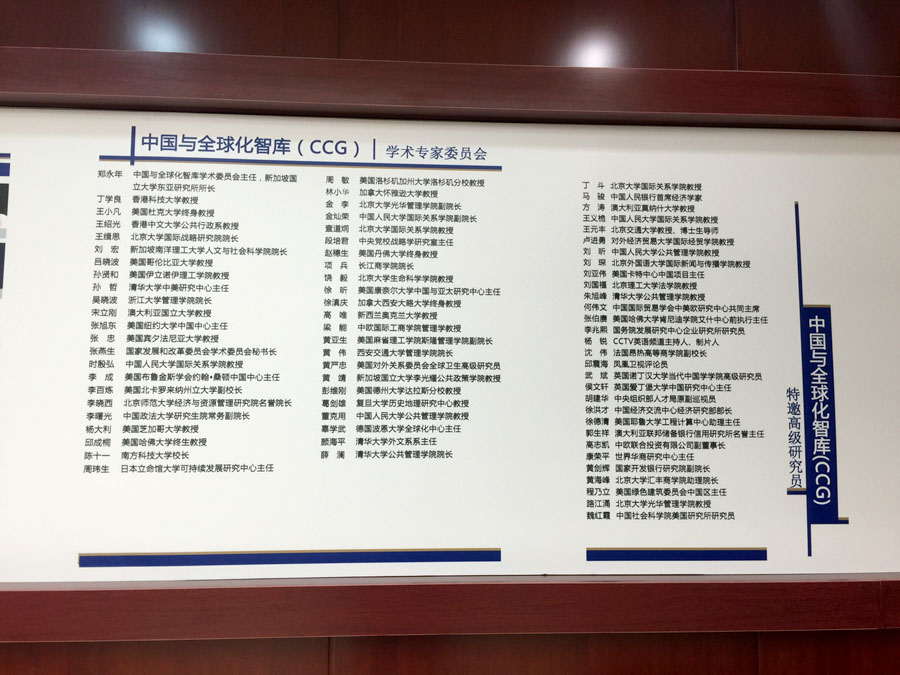 中国与全球化智库（CCG）
学术专家委员会
郑永年 中国与全球化智库学术委员会主任，新加坡国
立大学东亚研究所所长
丁学良 香港科技大学教授
王小凡 美国杜克大学终身教授
王绍光 香港中文大学公共行政系教授
王缉思 北京大学国际战略研究院院长
刘 宏 新加坡南洋理工大学人文与社会科学院院长
吕晓波 美国哥伦比亚大学教授
孙贤和 美国伊立诺伊理工学院教授
孙 哲 清华大学中美研究中心主任
吴晓波 浙江大学管理学院院长
宋立刚 澳大利亚国立大学教授
张旭东 美国纽约大学中国中心主任
张 忠 美国宾夕法尼亚大学教授
张燕生 国家发展和改革委员会学术委员会秘书长
时殷弘 中国人民大学国际关系学院教授
李 成 美国布鲁金斯学会约翰·桑顿中国中心主任
李百炼 美国北卡罗来纳州立大学副校长
李晓西 北京师范大学经济与资源管理研究院名誉院长
李曙光 中国政法大学研究生院常务副院长
杨大利 美国芝加哥大学教授
邱成桐 美国哈佛大学终生教授
陈十一 南方科技大学校长
周玮生 日本立命馆大学可持续发展研究中心主任
周 敏 美国洛杉矶加州大学洛杉矶分校教授
林小华 加拿大怀雅逊大学教授
金 李 北京大学光华管理学院副院长
金灿荣 中国人民大学国际关系学院副院长
查道炯 北京大学国际关系学院教授
段培君 中央党校战略学研究室主任
赵穗生 美国丹佛大学终身教授
项 兵 长江商学院院长
饶 毅 北京大学生命科学学院教授
徐 昕 美国康奈尔大学中国与亚太研究中心主任
徐滇庆 加拿大西安大略大学终身教授
高 唯 新西兰奥克兰大学教授
梁 能 中欧国际工商学院管理学教授
黄亚生 美国麻省理工学院斯隆管理学院副院长
黄 伟 西安交通大学管理学院院长
黄严忠 美国对外关系委员会全球卫生高级研究员
黄 靖 新加坡国立大学李光耀公共政策学院教授
彭维刚 美国德州大学达拉斯分校教授
葛剑雄 复旦大学历史地理研究中心教授
董克用 中国人民大学公共管理学院教授
辜学武 德国波恩大学全球化中心主任
颜海平 清华大学外文系系主任
薛 澜 清华大学公共管理学院院长
丁 斗 北京大学国际关系学院教授
马 骏 中国人民银行首席经济学家
方 涛 澳大利亚莫纳什大学教授
王义桅 中国人民大学国际关系学院教授
王元丰 北京交通大学教授、博士生导师
卢进勇 对外经济贸易大学国际经贸学院教授
刘 昕 中国人民大学公共管理学院教授
刘 琛 北京外国语大学国际新闻与传播学院教授
刘亚伟 美国卡特中心中国项目主任
刘国福 北京理工大学法学院教授
朱旭峰 清华大学公共管理学院教授
何伟文 中国国际贸易学会中美欧研究中心共同主席
张伯赓 美国哈佛大学肯尼迪学院艾什中心前执行主任
李兆熙 国务院发展研究中心企业研究所研究员
杨 锐 CCTV英语频道主持人、制片人
沈 伟 法国昂热高等商学院副校长
邱震海 凤凰卫视评论员
武 斌 英国诺丁汉大学当代中国学学院高级研究员
侯文轩 英国爱丁堡大学中国研究中心主任
胡建华 中央组织部人才局原副巡视员
徐洪才 中国经济交流中心经济研究部部长
徐德清 美国耶鲁大学工程计算中心助理主任
郭生祥 澳大利亚联邦储备银行信用研究所名誉主任
高志凯 中欧联合投资有限公司副董事长
康荣平 世界华商研究中心主任
黄剑辉 国家开发银行研究院副院长
黄海峰 北京大学汇丰商学院助理院长
程乃立 美国绿色建筑委员会中国区主任
路江涌 北京大学光华管理学院教授
魏红霞 中国社会科学院美国研究所研究员
中国与全球化智库（CCG）
特邀高级研究员